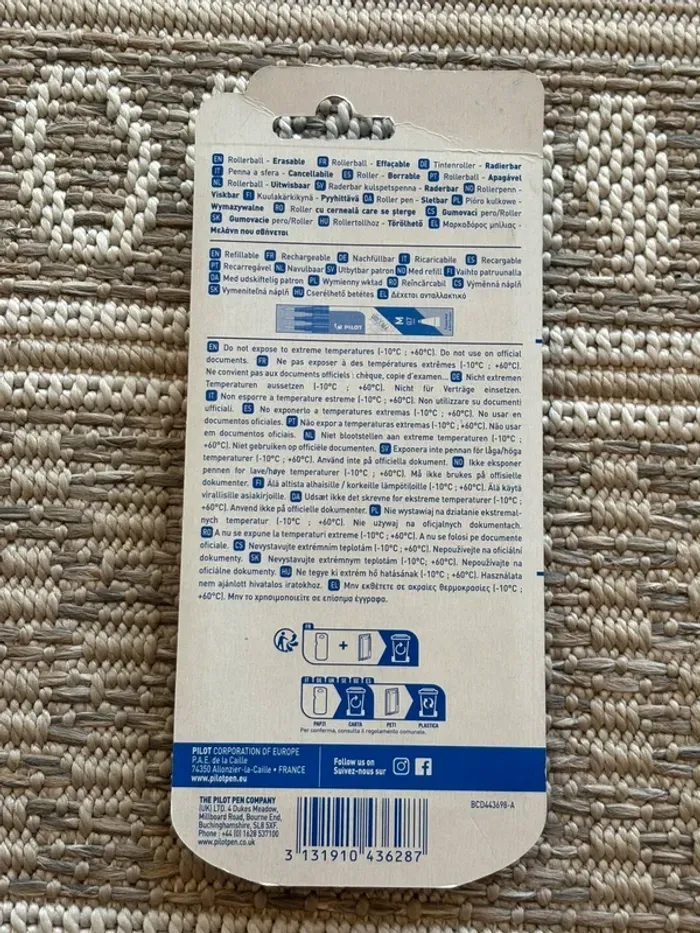 EN Rollerball - Erasable FR Rollerball - Effaçable DE Tintenroller - Radierbar
IT Penna a sfera - Cancellabile ES Roller - Borrable PT Rollerball - Apagável
NL Rollerball - Uitwisbaar SV Raderbar kulspetspenna - Raderbar NO Rollerpenn -
Viskbar FI Kuulakärkikynä - Pyyhittävä DA Roller pen - Sletbar PL Pióro kulkowe -
Wymazywalne RO Roller cu cerneală care se șterge CS Gumovací pero/Roller
SK Gumovacie pero/Roller HU Rollertollhoz - Törölhető EL Μαρκαδόρος μπίλιας -
Μελάνη που σβήνεται
EN Refillable FR Rechargeable DE Nachfüllbar IT Ricaricabile ES Recargable
PT Recarregável NL Navulbaar SV Utbytbar patron NO Med refill FI Vaihto patruunalla
DA Med udskiftelig patron PL Wymienny wkład RO Reîncărcabil CS Výměnná náplň
SK Vymeniteľná náplň HU Cserélhető betétes EL Δέχεται ανταλλακτικό
PILOT M
EN Do not expose to extreme temperatures (-10°C ; +60°C). Do not use on official
documents. FR Ne pas exposer à des températures extrêmes (-10°C ; +60°C).
Ne convient pas aux documents officiels : chèque, copie d'examen... DE Nicht extremen
Temperaturen aussetzen (-10°C ; +60°C). Nicht für Verträge einsetzen.
IT Non esporre a temperature estreme (-10°C ; +60°C). Non utilizzare su documenti
ufficiali. ES No exponerlo a temperaturas extremas (-10°C ; +60°C). No usar en
documentos oficiales. PT Não expor a temperaturas extremas (-10°C ; +60°C). Não usar
em documentos oficiais. NL Niet blootstellen aan extreme temperaturen (-10°C ;
+60°C). Niet gebruiken op officiële documenten. SV Exponera inte pennan för låga/höga
temperaturer (-10°C ; +60°C). Använd inte på officiella dokument. NO Ikke eksponer
pennen for lave/høye temperaturer (-10°C ; +60°C). Må ikke brukes på offisielle
dokumenter. FI Älä altista alhaisille / korkeille lämpötiloille (-10°C ; +60°C). Älä käytä
virallisille asiakirjoille. DA Udsæt ikke det skrevne for ekstreme temperaturer (-10°C ;
+60°C). Anvend ikke på officielle dokumenter. PL Nie wystawiaj na działanie ekstremal-
nych temperatur (-10°C ; +60°C). Nie używaj na oficjalnych dokumentach.
RO A nu se expune la temperaturi extreme (-10°C ; +60°C). A nu se folosi pe documente
oficiale. CS Nevystavujte extrémním teplotám (-10°C ; +60°C). Nepoužívejte na oficiální
dokumenty. SK Nevystavujte extrémnym teplotám (-10°C; +60°C). Nepoužívajte na
oficiálne dokumenty. HU Ne tegye ki extrém hő hatásának (-10°C ; +60°C). Használata
nem ajánlott hivatalos iratokhoz. EL Μην εκθέτετε σε ακραίες θερμοκρασίες (-10°C ;
+60°C). Μην το χρησιμοποιείτε σε επίσημα έγγραφα.
FR
+
PAP21 CARTA PET1 PLASTICA
Per conferma, consulta il regolamento comunale.
PILOT CORPORATION OF EUROPE
P.A.E. de la Caille
74350 Allonzier-la-Caille • FRANCE
www.pilotpen.eu
Follow us on
Suivez-nous sur
THE PILOT PEN COMPANY
(UK) LTD. 4 Dukes Meadow,
Millboard Road, Bourne End,
Buckinghamshire, SL8 5XF.
Phone : +44 (0) 1628 537100
www.pilotpen.co.uk
BCD443698-A
3 131910 436287